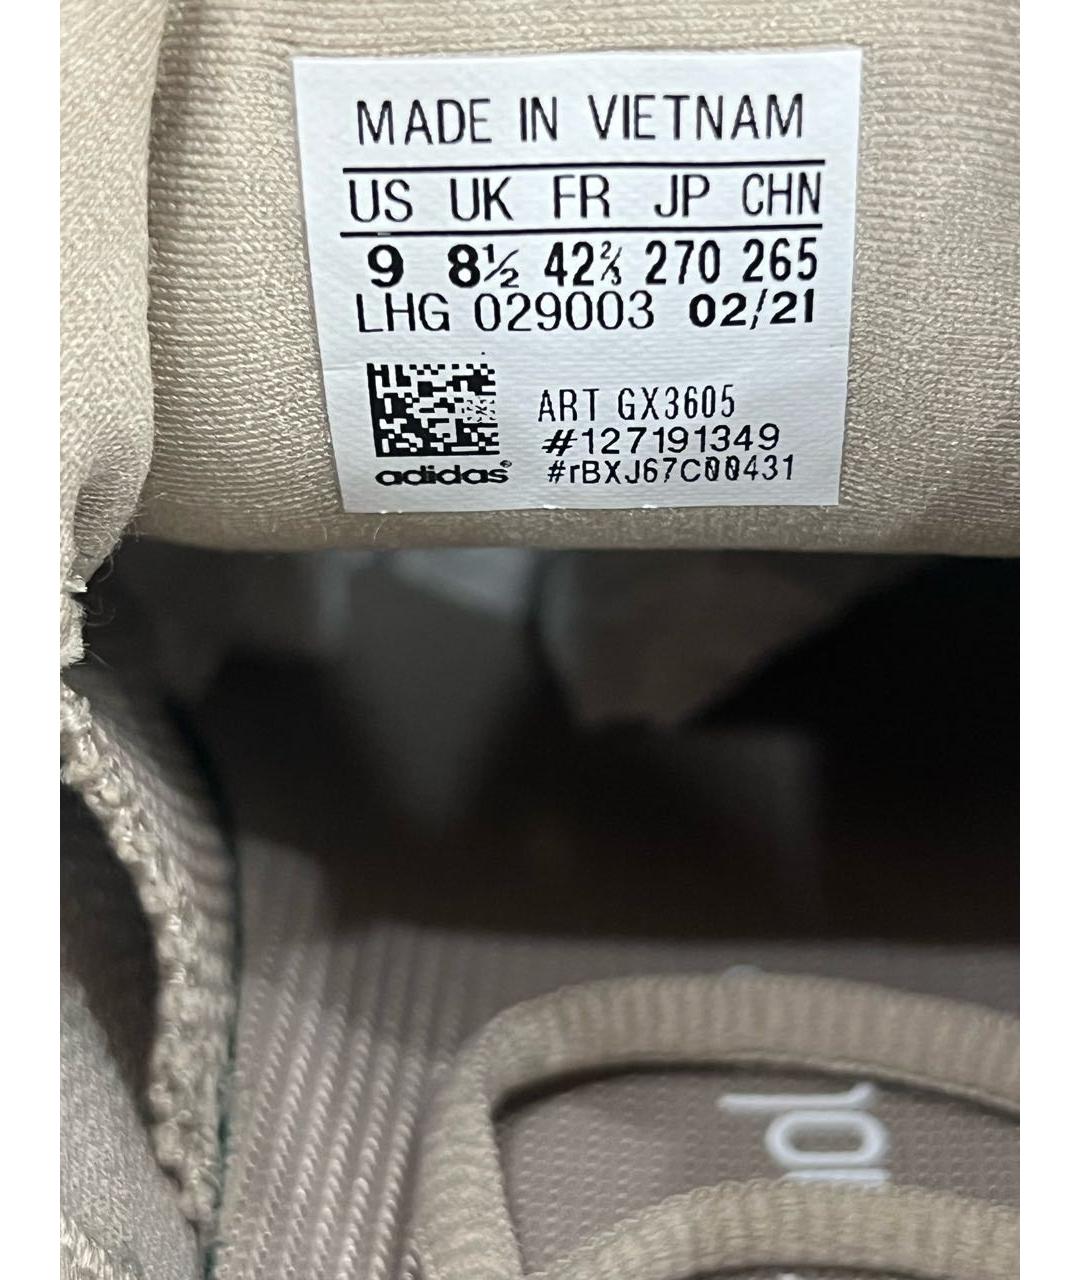 MADE IN VIETNAM
US UK FR JP CHN
9 8½ 42⅔ 270 265
LHG 029003 02/21
ART GX3605
#127191349
adidas® #rBXJ67C00431